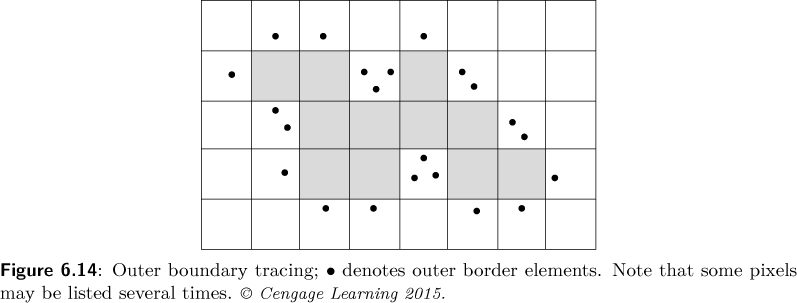 Figure 6.14: Outer boundary tracing; • denotes outer border elements. Note that some pixels
may be listed several times. © Cengage Learning 2015.